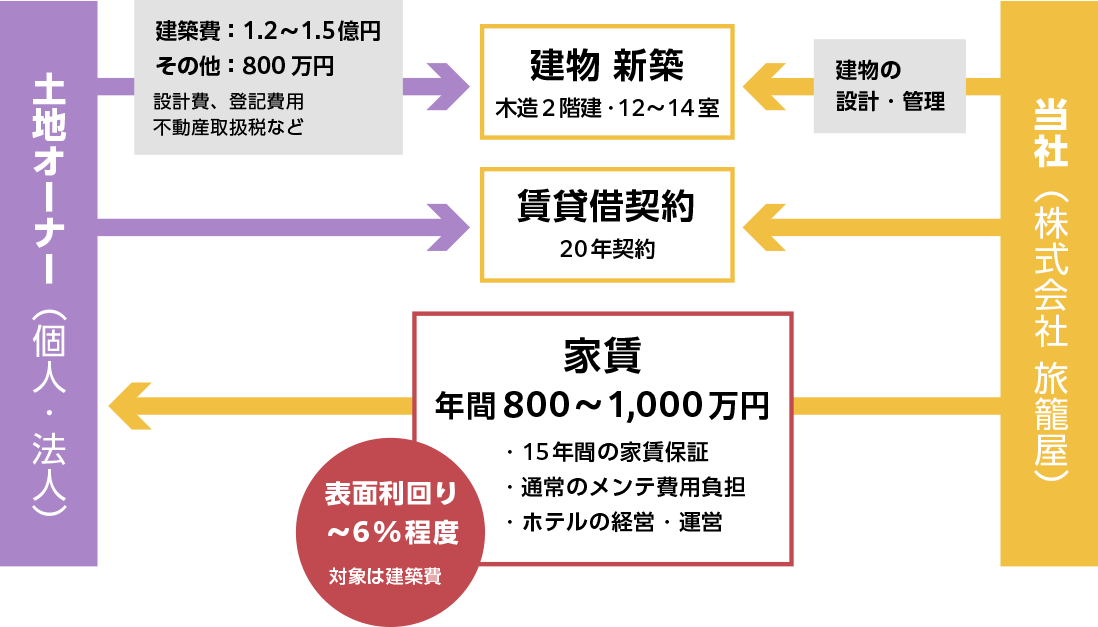 土地オーナー（個人・法人）
建築費：1.2〜1.5億円
その他：800万円
設計費、登記費用
不動産取扱税など
建物 新築
木造2階建・12〜14室
建物の
設計・管理
当社（株式会社 旅籠屋）
賃貸借契約
20年契約
家賃
年間800〜1,000万円
・15年間の家賃保証
・通常のメンテ費用負担
・ホテルの経営・運営
表面利回り
〜6%程度
対象は建築費